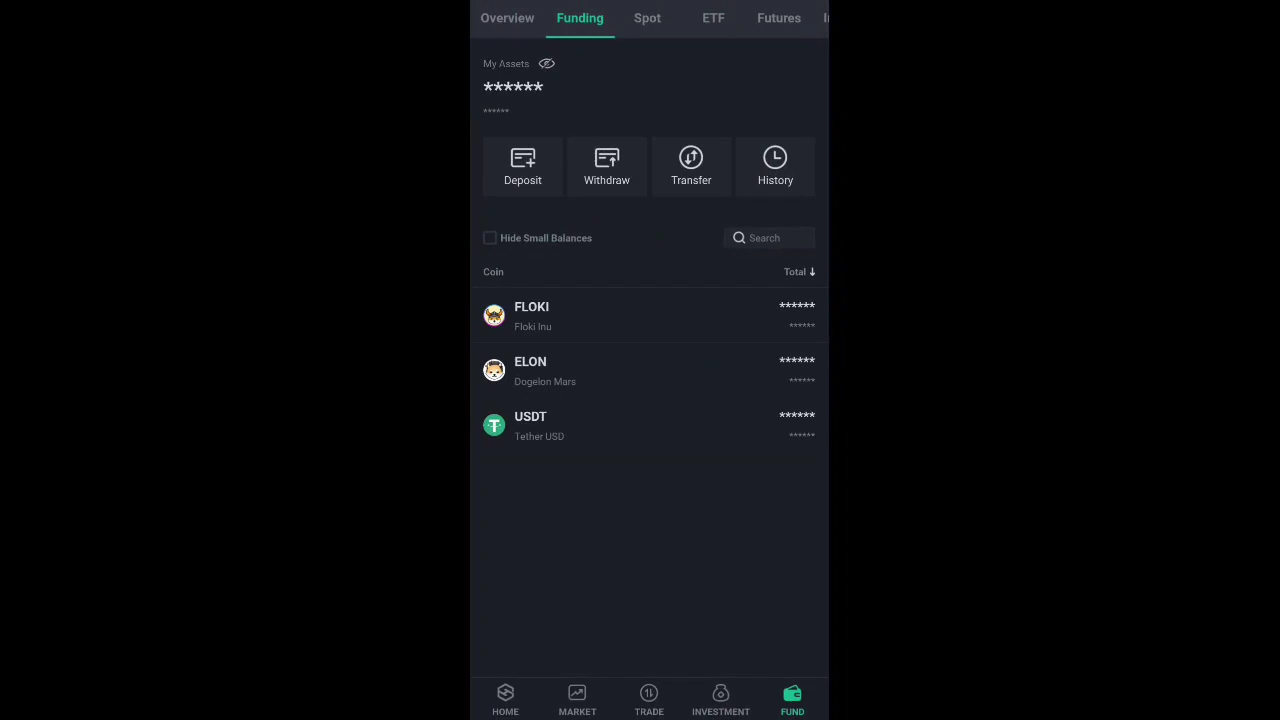 Overview Funding Spot ETF Futures
My Assets
******
******
Deposit Withdraw Transfer History
Hide Small Balances Search
Coin Total ↓
FLOKI ******
Floki Inu ******
ELON ******
Dogelon Mars ******
USDT ******
Tether USD ******
HOME MARKET TRADE INVESTMENT FUND